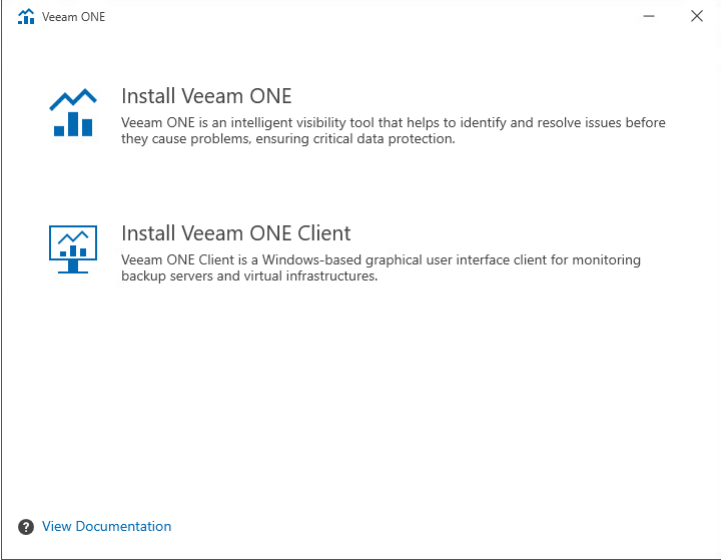 Veeam ONE
Install Veeam ONE
Veeam ONE is an intelligent visibility tool that helps to identify and resolve issues before
they cause problems, ensuring critical data protection.
Install Veeam ONE Client
Veeam ONE Client is a Windows-based graphical user interface client for monitoring
backup servers and virtual infrastructures.
? View Documentation